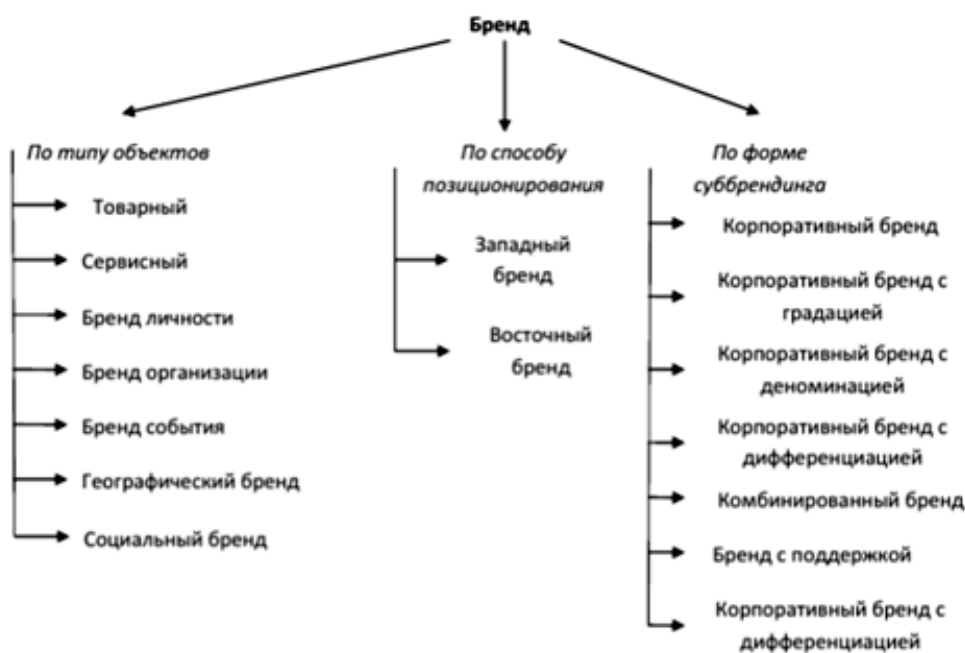 Бренд
По типу объектов
Товарный
Сервисный
Бренд личности
Бренд организации
Бренд события
Географический бренд
Социальный бренд
По способу
позиционирования
Западный
бренд
Восточный
бренд
По форме
суббрендинга
Корпоративный бренд
Корпоративный бренд с
градацией
Корпоративный бренд с
деноминацией
Корпоративный бренд с
дифференциацией
Комбинированный бренд
Бренд с поддержкой
Корпоративный бренд с
дифференциацией